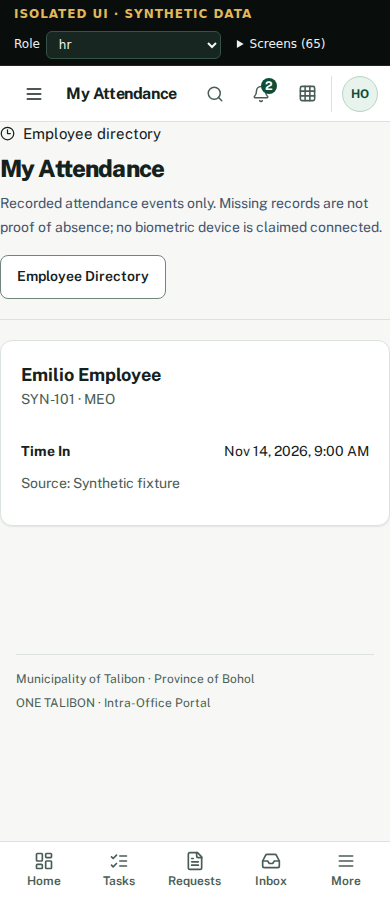 ISOLATED UI · SYNTHETIC DATA
Role hr Screens (65)
My Attendance 2 HO
Employee directory
My Attendance
Recorded attendance events only. Missing records are not
proof of absence; no biometric device is claimed connected.
Employee Directory
Emilio Employee
SYN-101 · MEO
Time In Nov 14, 2026, 9:00 AM
Source: Synthetic fixture
Municipality of Talibon · Province of Bohol
ONE TALIBON · Intra-Office Portal
Home Tasks Requests Inbox More